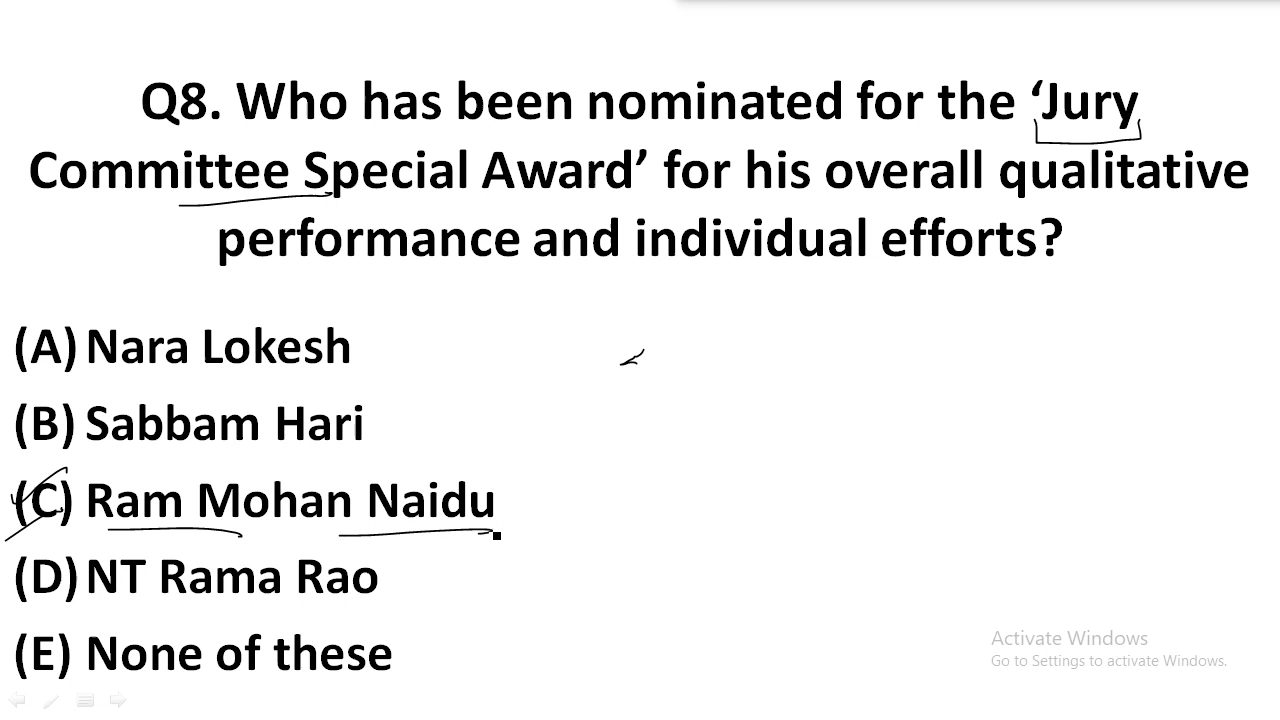 Q8. Who has been nominated for the ‘Jury
Committee Special Award’ for his overall qualitative
performance and individual efforts?
(A) Nara Lokesh
(B) Sabbam Hari
(C) Ram Mohan Naidu
(D) NT Rama Rao
(E) None of these
Activate Windows
Go to Settings to activate Windows.